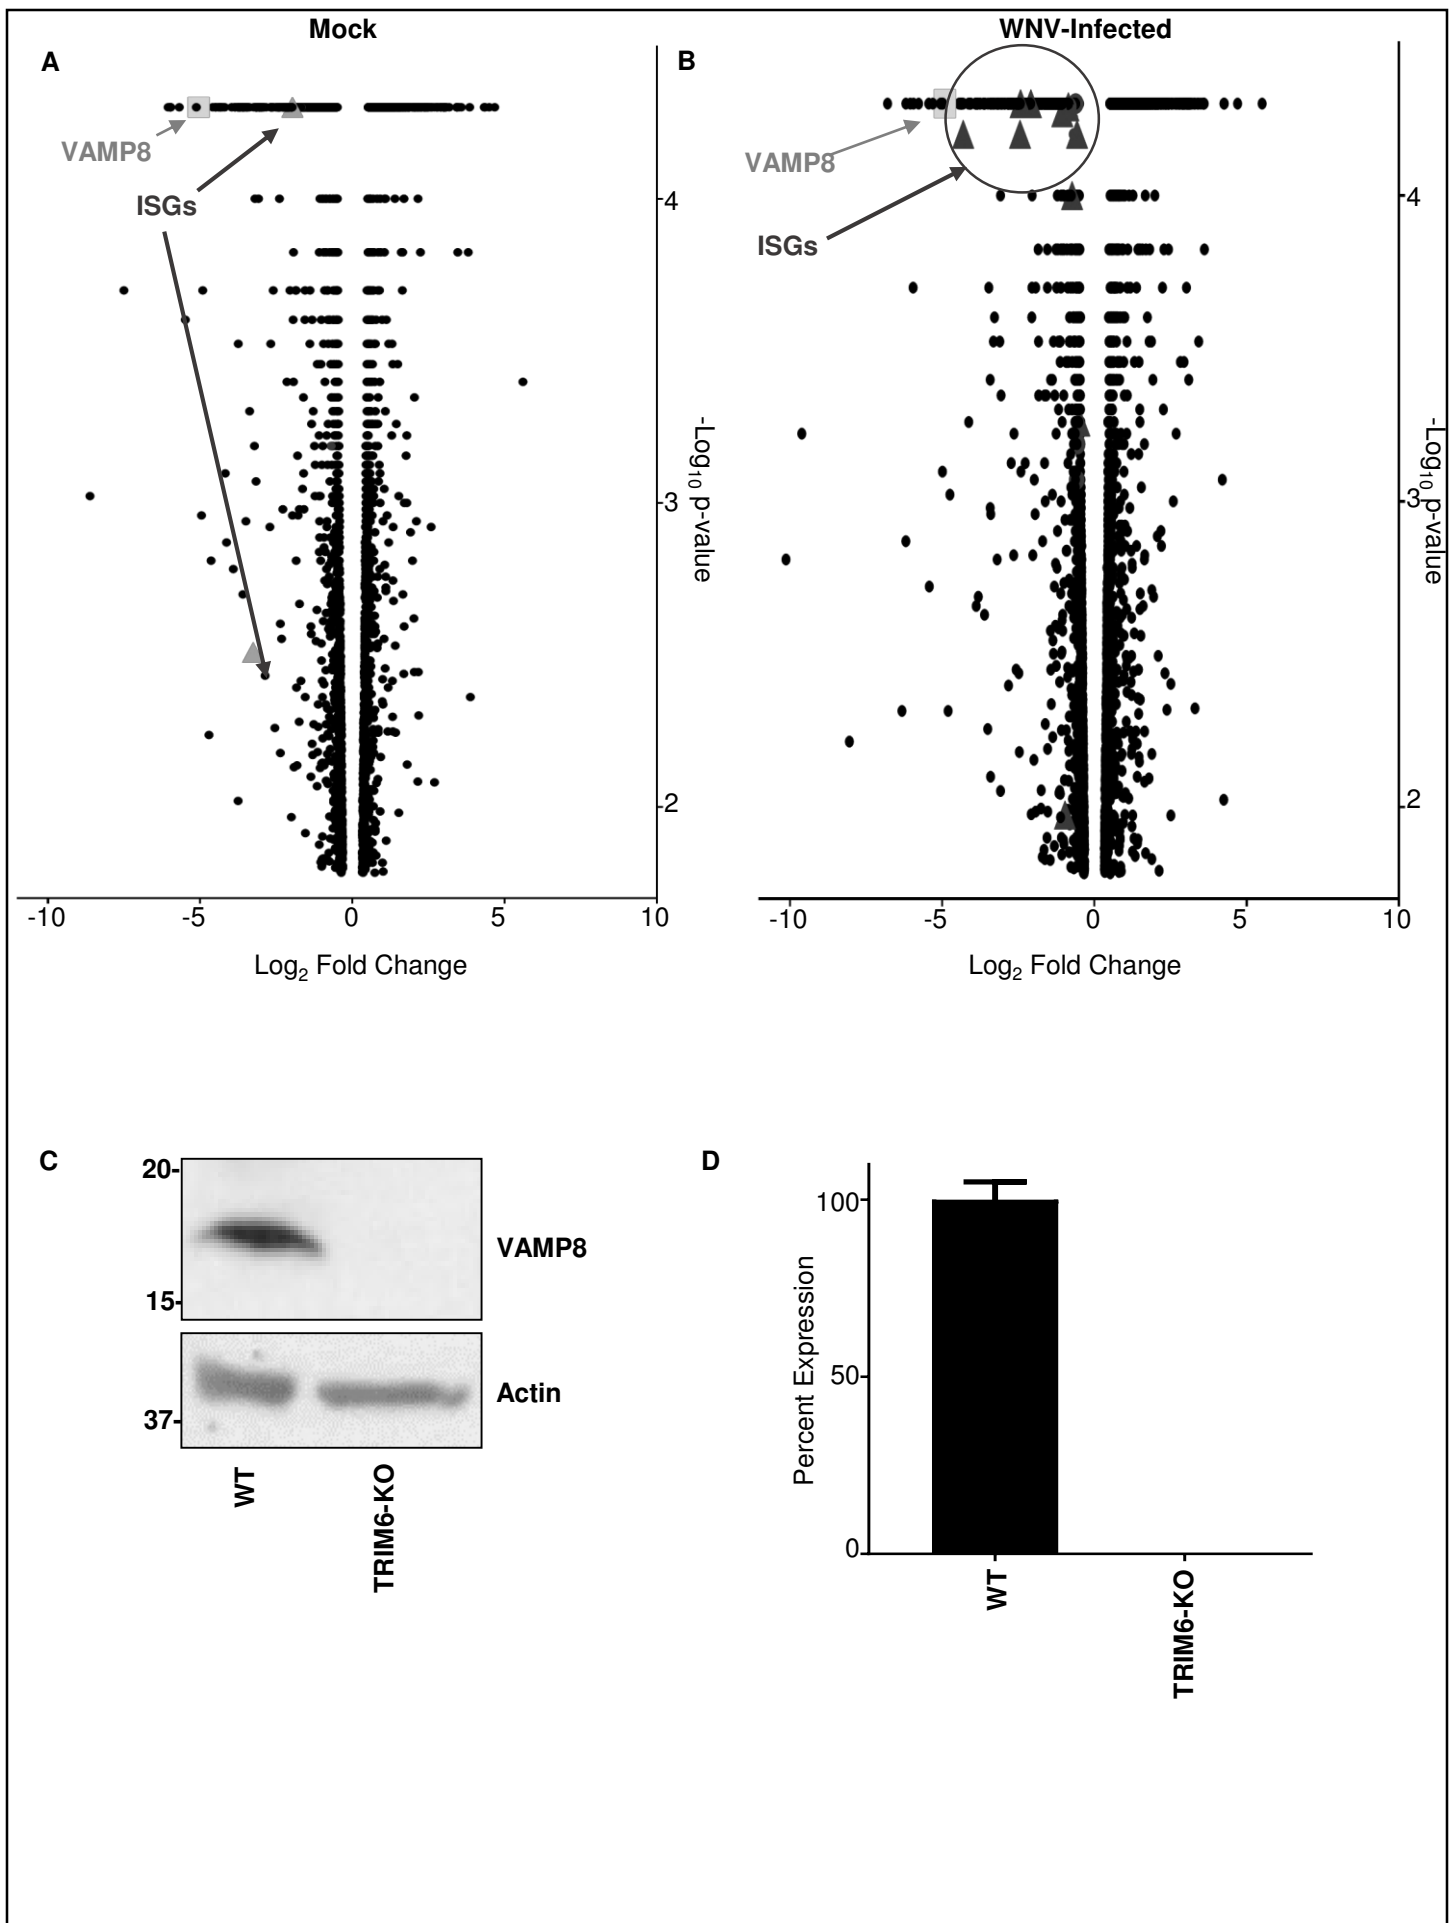 Mock
WNV-Infected
A
VAMP8
ISGs
4
3
2
-Log10 p-value
-10 -5 0 5 10
Log2 Fold Change
B
VAMP8
ISGs
4
3
2
-Log10 p-value
-10 -5 0 5 10
Log2 Fold Change
C
20-
VAMP8
15-
Actin
37-
WT
TRIM6-KO
D
Percent Expression
100
50
0
WT
TRIM6-KO